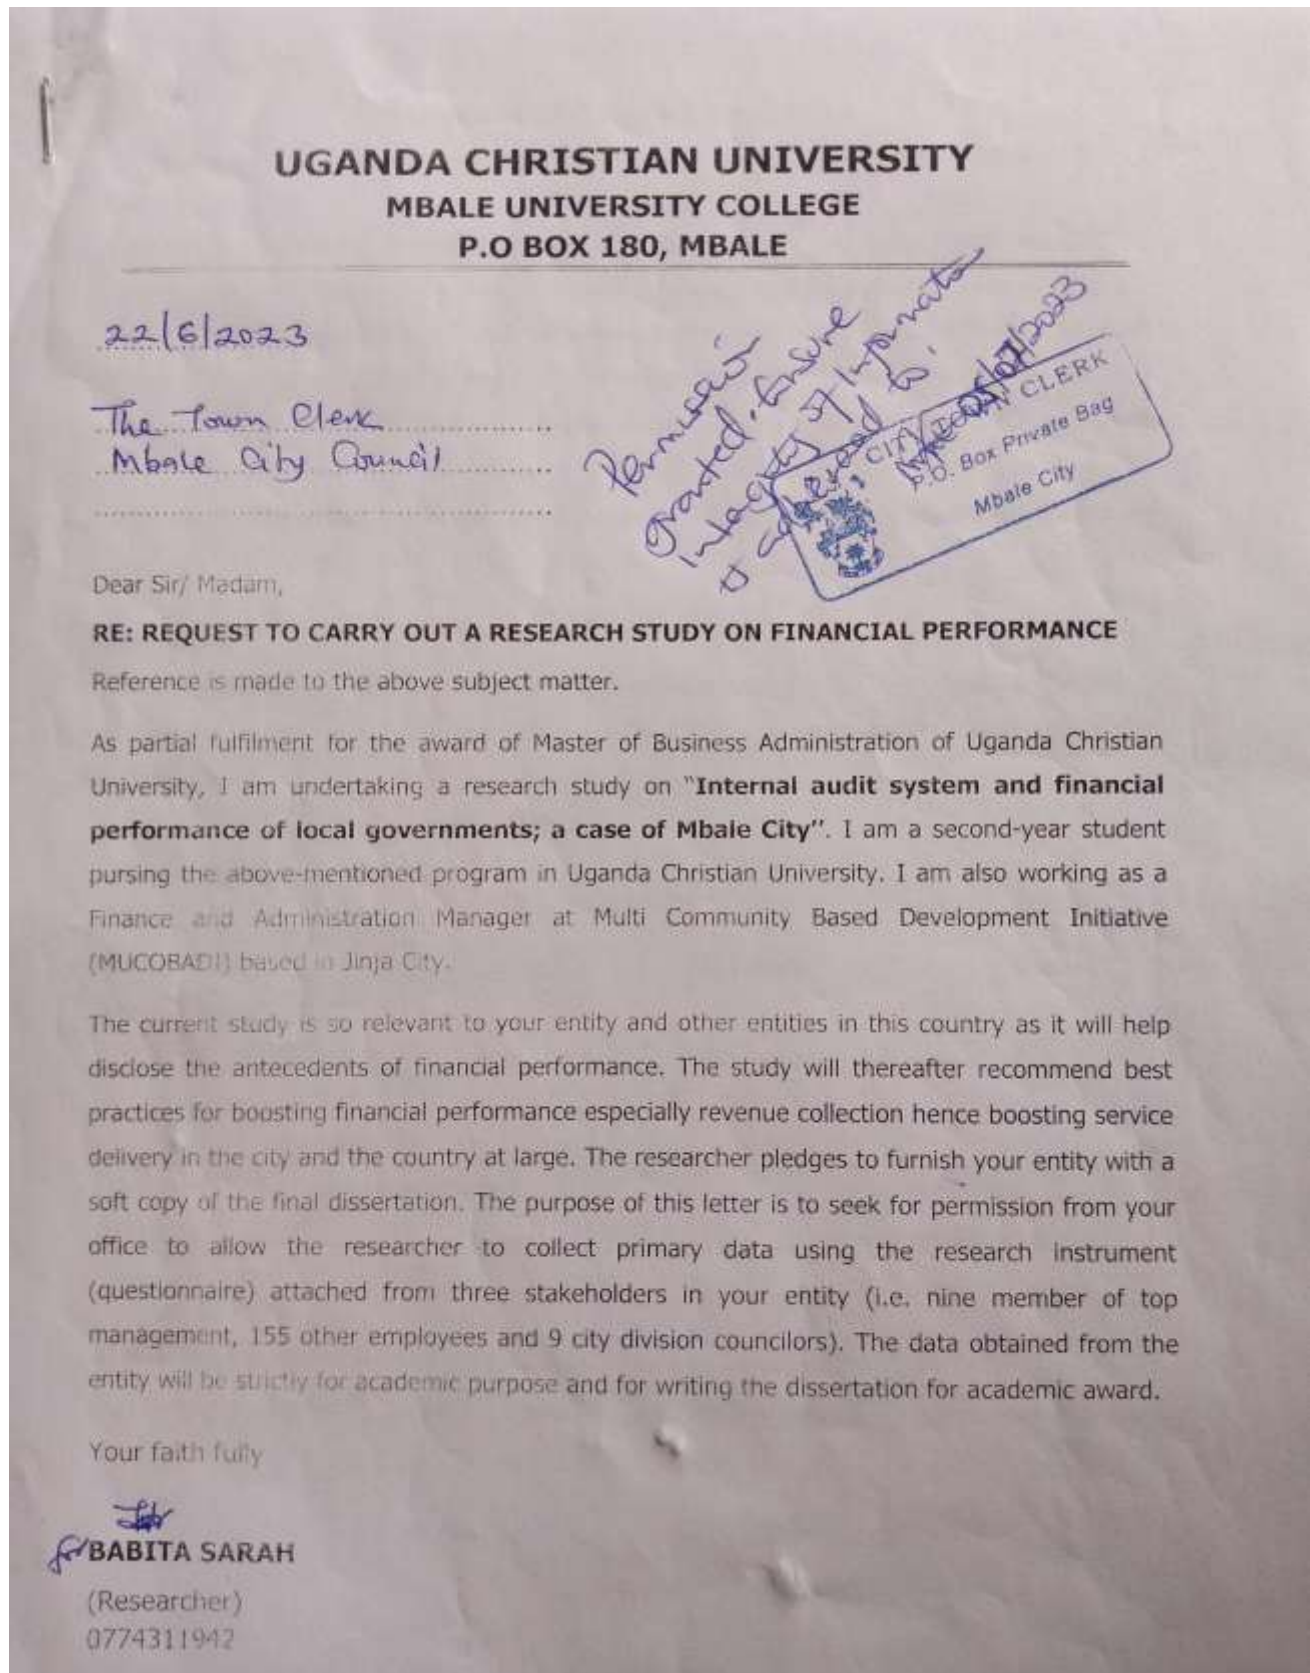 UGANDA CHRISTIAN UNIVERSITY
MBALE UNIVERSITY COLLEGE
P.O BOX 180, MBALE
22/6/2023
The Town Clerk
Mbale City Council
Permission
granted. Ensure
integrity of
to
05/07/2023
CITY TOWN CLERK
P.O. Box Private Bag
Mbale City
Dear Sir/ Madam,
RE: REQUEST TO CARRY OUT A RESEARCH STUDY ON FINANCIAL PERFORMANCE
Reference is made to the above subject matter.
As partial fulfilment for the award of Master of Business Administration of Uganda Christian
University, I am undertaking a research study on "Internal audit system and financial
performance of local governments; a case of Mbale City". I am a second-year student
pursing the above-mentioned program in Uganda Christian University. I am also working as a
Finance and Administration Manager at Multi Community Based Development Initiative
(MUCOBADI) based in Jinja City.
The current study is so relevant to your entity and other entities in this country as it will help
disclose the antecedents of financial performance. The study will thereafter recommend best
practices for boosting financial performance especially revenue collection hence boosting service
delivery in the city and the country at large. The researcher pledges to furnish your entity with a
soft copy of the final dissertation. The purpose of this letter is to seek for permission from your
office to allow the researcher to collect primary data using the research instrument
(questionnaire) attached from three stakeholders in your entity (i.e. nine member of top
management, 155 other employees and 9 city division councilors). The data obtained from the
entity will be strictly for academic purpose and for writing the dissertation for academic award.
Your faith fully
BABITA SARAH
(Researcher)
0774311942